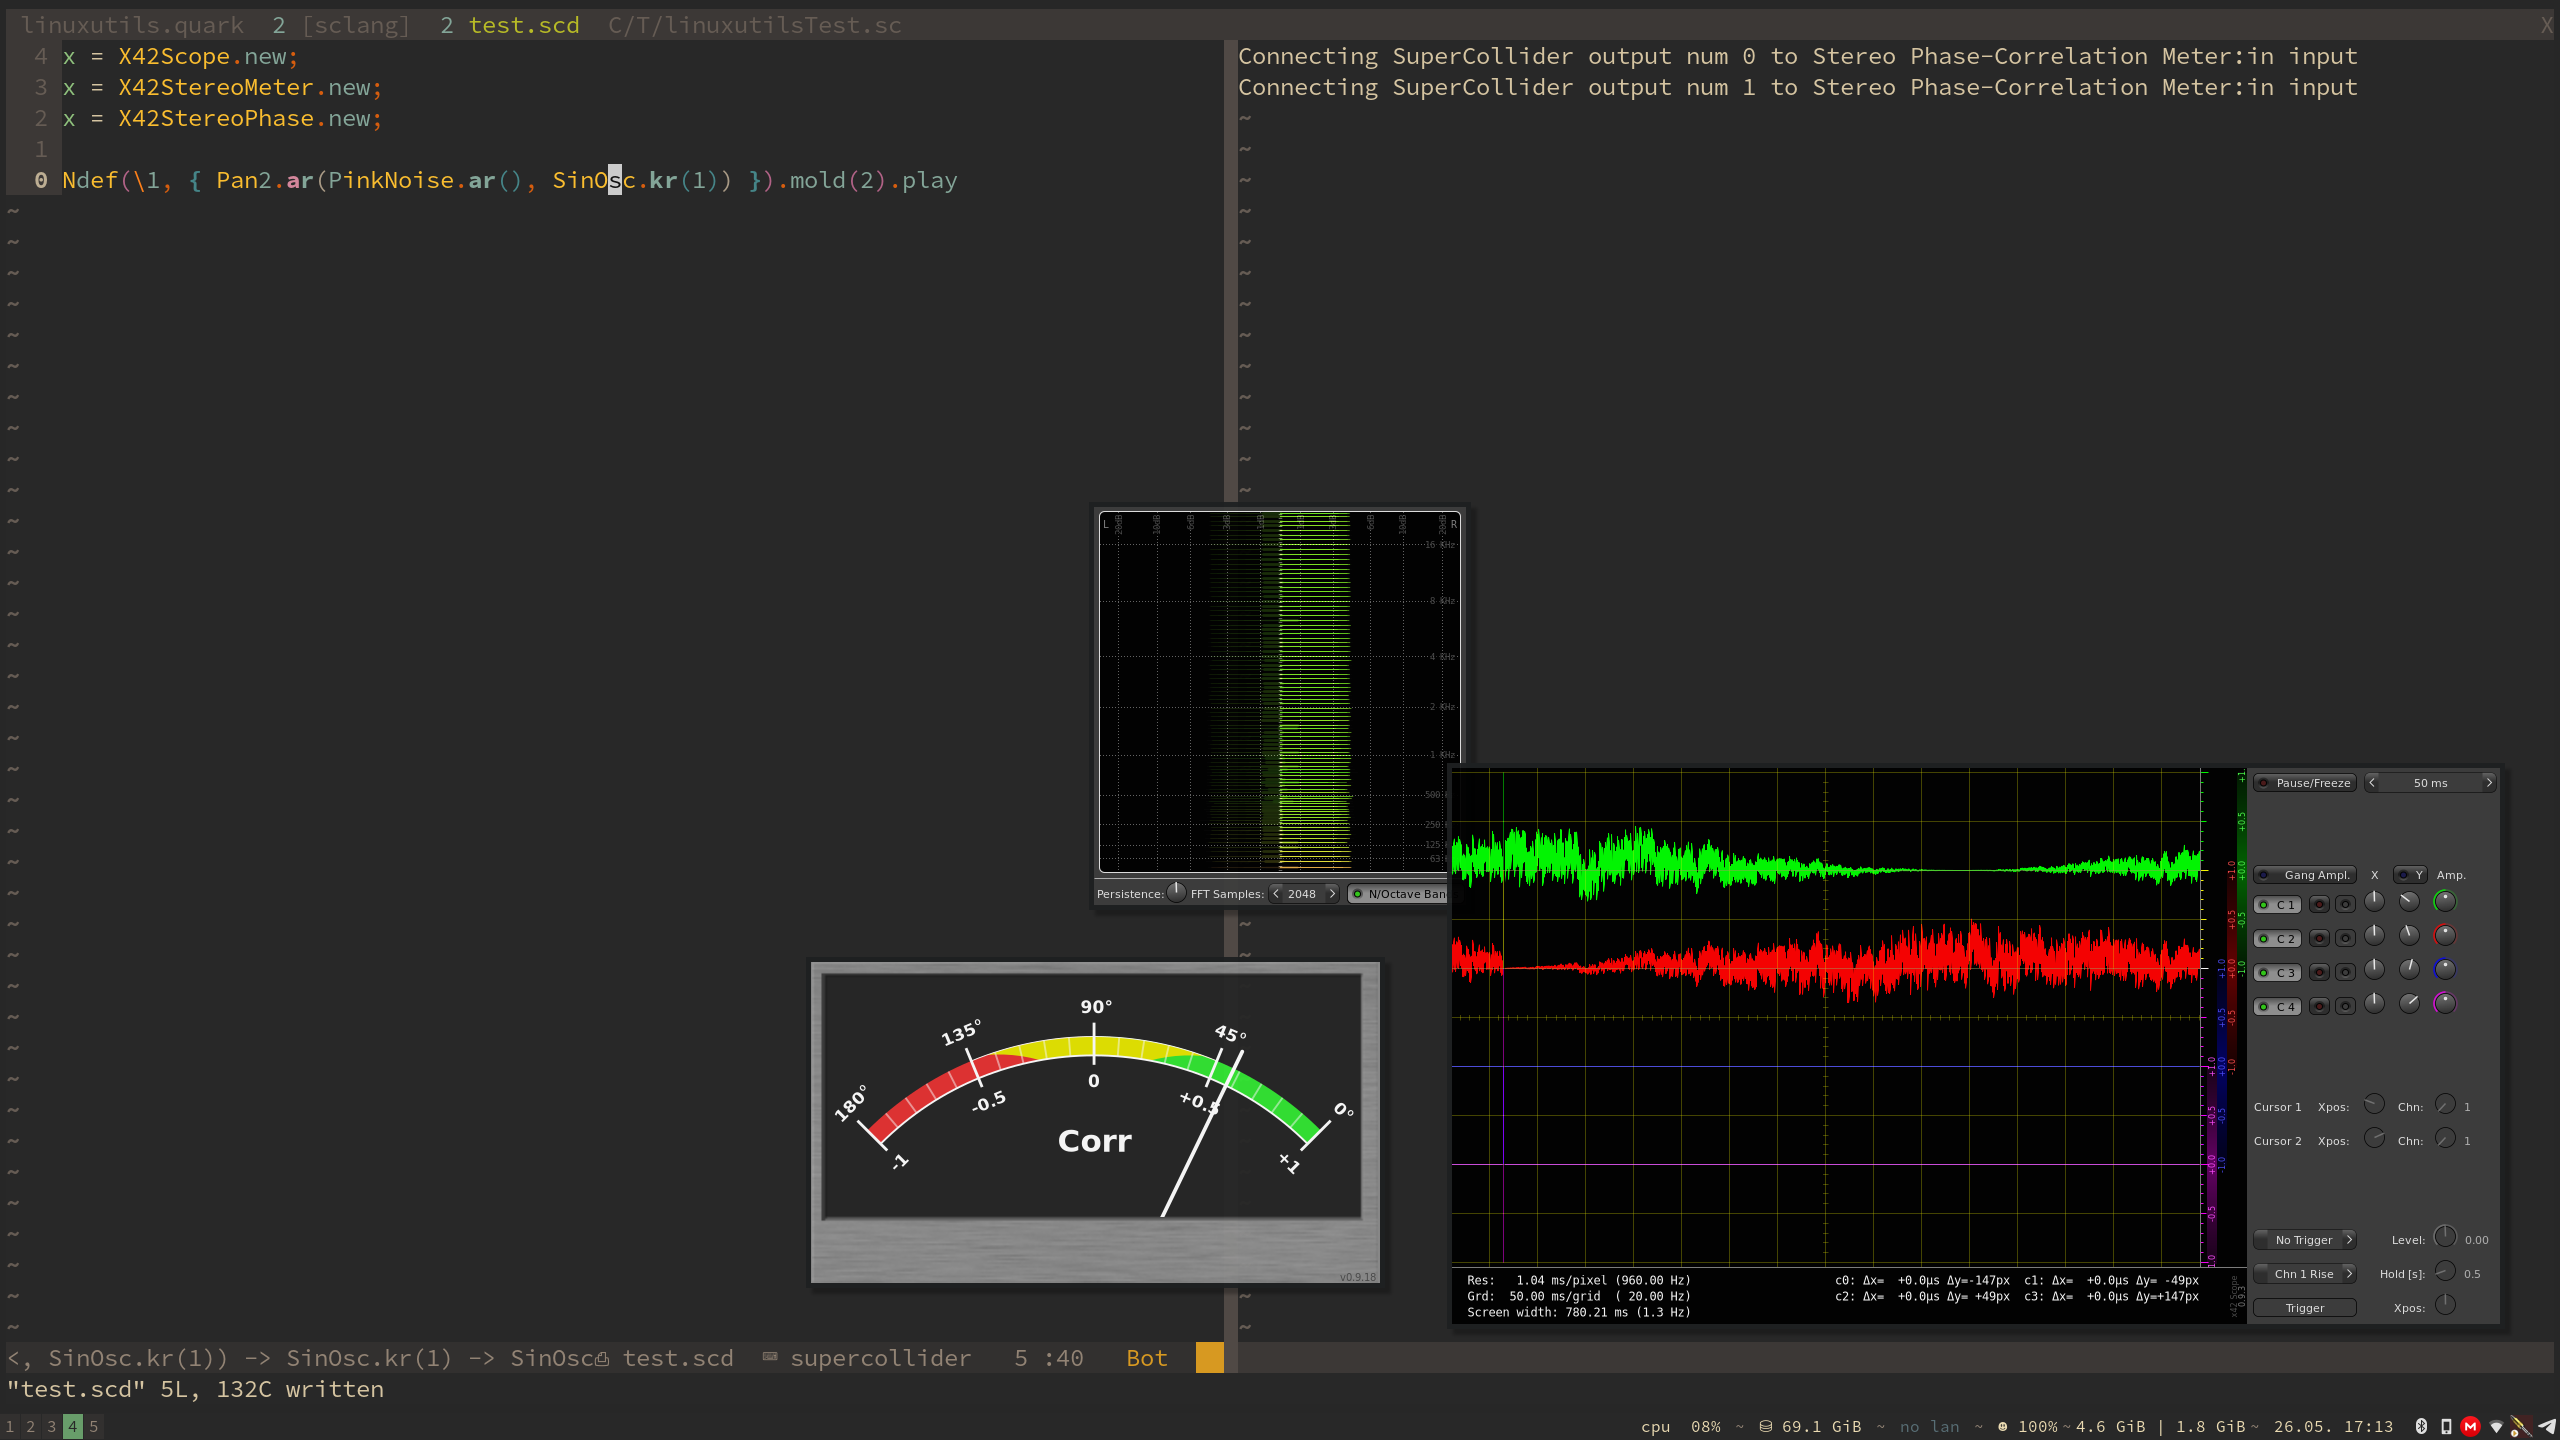 linuxutils.quark 2 [sclang] 2 test.scd C/T/linuxutilsTest.sc X
4 x = X42Scope.new;
3 x = X42StereoMeter.new;
2 x = X42StereoPhase.new;
1
0 Ndef(\1, { Pan2.ar(PinkNoise.ar(), SinOsc.kr(1)) }).mold(2).play
Connecting SuperCollider output num 0 to Stereo Phase-Correlation Meter:in input
Connecting SuperCollider output num 1 to Stereo Phase-Correlation Meter:in input
L R
16 KHz
8 KHz
4 KHz
2 KHz
1 KHz
500
250
125
63
Persistence: FFT Samples: < 2048 > N/Octave Ban
180° 135° 90° 45° 0°
-1 -0.5 0 +0.5 +1
Corr
v0.9.18
Pause/Freeze < 50 ms >
Gang Ampl. X Y Amp.
C 1
C 2
C 3
C 4
Cursor 1 Xpos: Chn: 1
Cursor 2 Xpos: Chn: 1
No Trigger > Level: 0.00
Chn 1 Rise > Hold [s]: 0.5
Trigger Xpos:
Res: 1.04 ms/pixel (960.00 Hz)
Grd: 50.00 ms/grid ( 20.00 Hz)
Screen width: 780.21 ms (1.3 Hz)
c0: Δx= +0.0µs Δy=-147px c1: Δx= +0.0µs Δy= -49px
c2: Δx= +0.0µs Δy= +49px c3: Δx= +0.0µs Δy=+147px
x42 Scope
0.9.3
<, SinOsc.kr(1)) -> SinOsc.kr(1) -> SinOsc test.scd supercollider 5 :40 Bot
"test.scd" 5L, 132C written
1 2 3 4 5
cpu 08% ~ 69.1 GiB ~ no lan ~ 100% ~ 4.6 GiB | 1.8 GiB ~ 26.05. 17:13